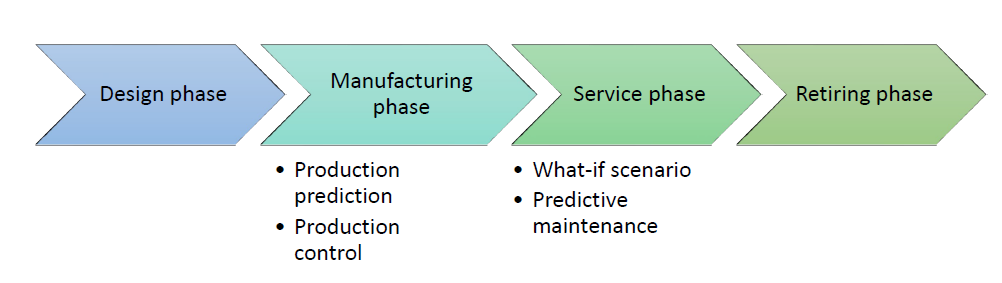 Design phase
Manufacturing
phase
Service phase
Retiring phase
• Production
prediction
• Production
control
• What-if scenario
• Predictive
maintenance